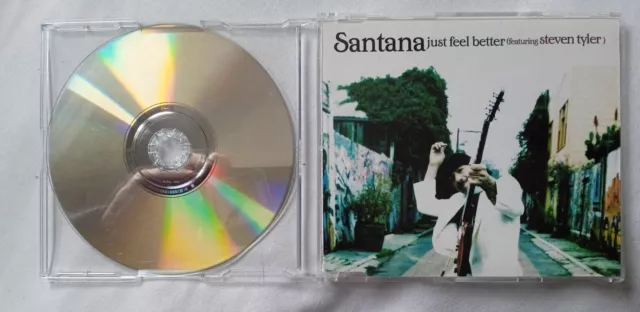 Santana just feel better (featuring steven tyler)